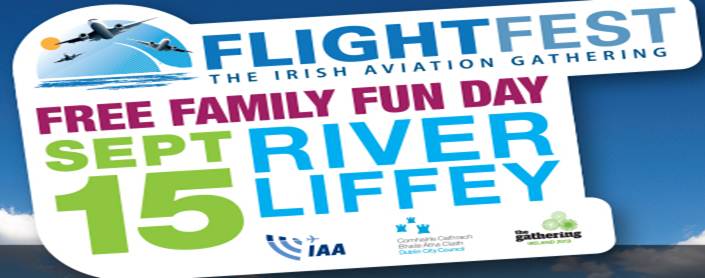 FLIGHTFEST
THE IRISH AVIATION GATHERING
FREE FAMILY FUN DAY
SEPT
15
RIVER
LIFFEY
IAA
Comhairle Cathrach
Bhaile Átha Cliath
Dublin City Council
the
gathering
IRELAND 2013